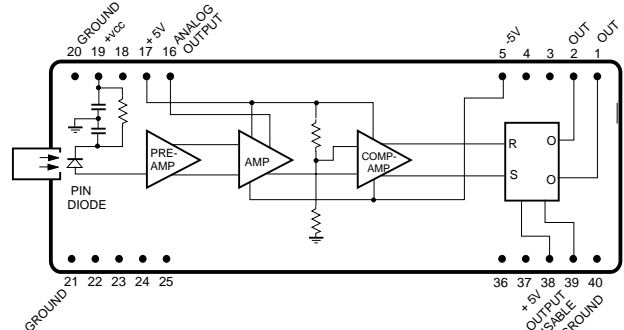 GROUND
+VCC
+ 5V
ANALOG
OUTPUT
-5V
OUT
OUT
20 19 18 17 16 5 4 3 2 1
PRE-
AMP
AMP
COMP-
AMP
R
O
S
O
PIN
DIODE
21 22 23 24 25 36 37 38 39 40
GROUND
+ 5V
OUTPUT
SABLE
GROUND